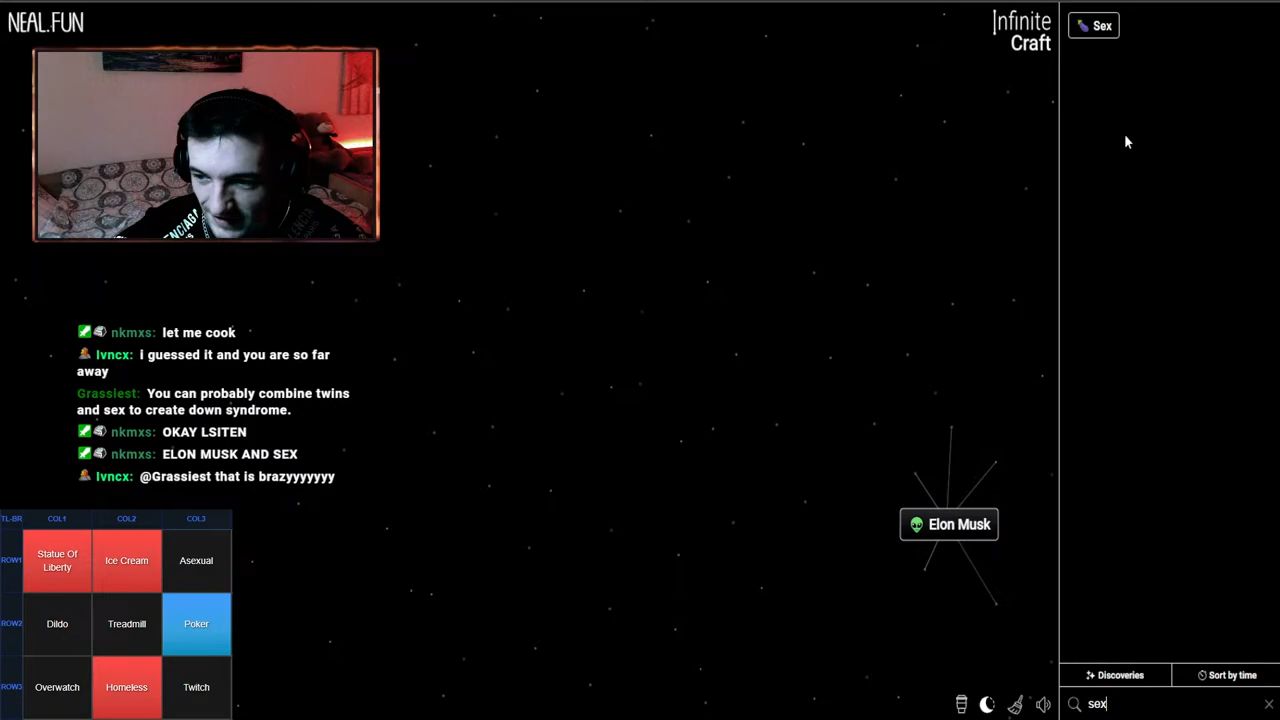 NEAL.FUN
Infinite
Craft
Sex
nkmxs: let me cook
lvncx: i guessed it and you are so far
away
Grassiest: You can probably combine twins
and sex to create down syndrome.
nkmxs: OKAY LSITEN
nkmxs: ELON MUSK AND SEX
lvncx: @Grassiest that is brazyyyyyyy
Elon Musk
TL-BR COL1 COL2 COL3
ROW1 Statue Of
Liberty
Ice Cream
Asexual
ROW2 Dildo Treadmill Poker
ROW3 Overwatch Homeless Twitch
Discoveries Sort by time
sex